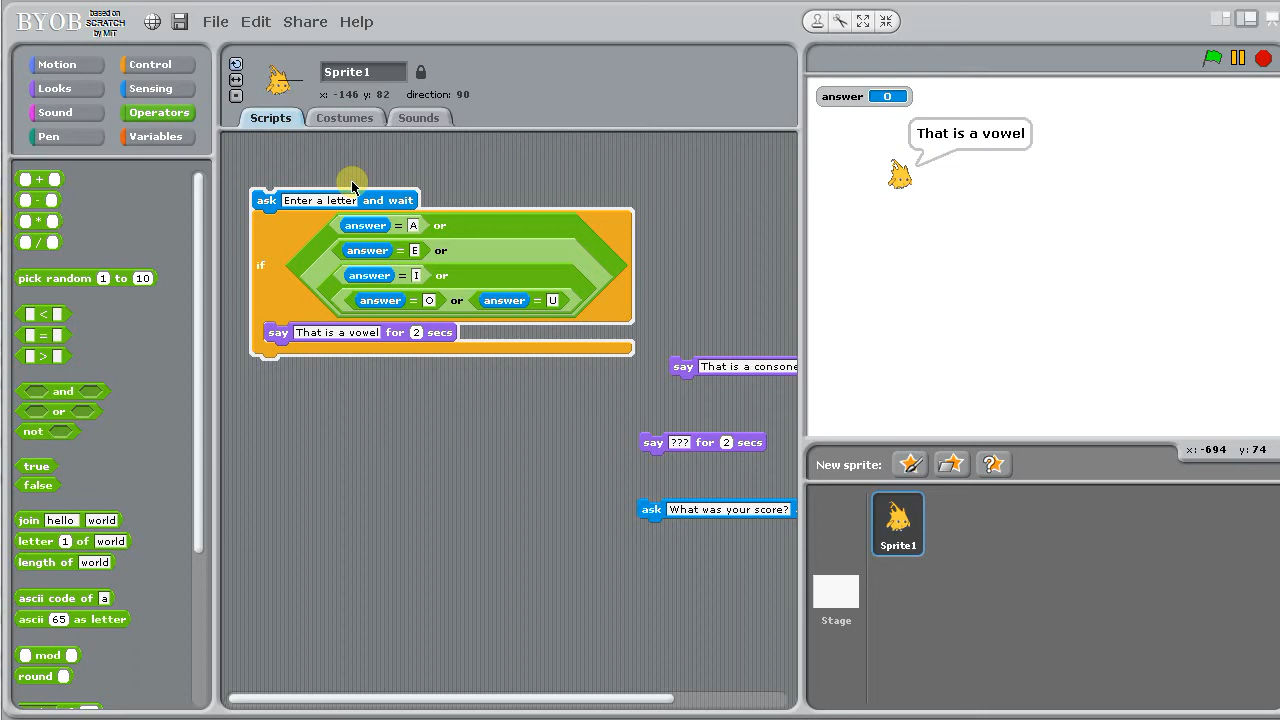 BYOB based on SCRATCH by MIT File Edit Share Help
Motion Control
Looks Sensing
Sound Operators
Pen Variables
+
-
*
/
pick random 1 to 10
<
=
>
and
or
not
true
false
join hello world
letter 1 of world
length of world
ascii code of a
ascii 65 as letter
mod
round
Sprite1
x: -146 y: 82 direction: 90
Scripts Costumes Sounds
ask Enter a letter and wait
if
answer = A or
answer = E or
answer = I or
answer = O or answer = U
say That is a vowel for 2 secs
say That is a consone
say ??? for 2 secs
ask What was your score?
answer 0
That is a vowel
x: -694 y: 74
New sprite:
Sprite1
Stage